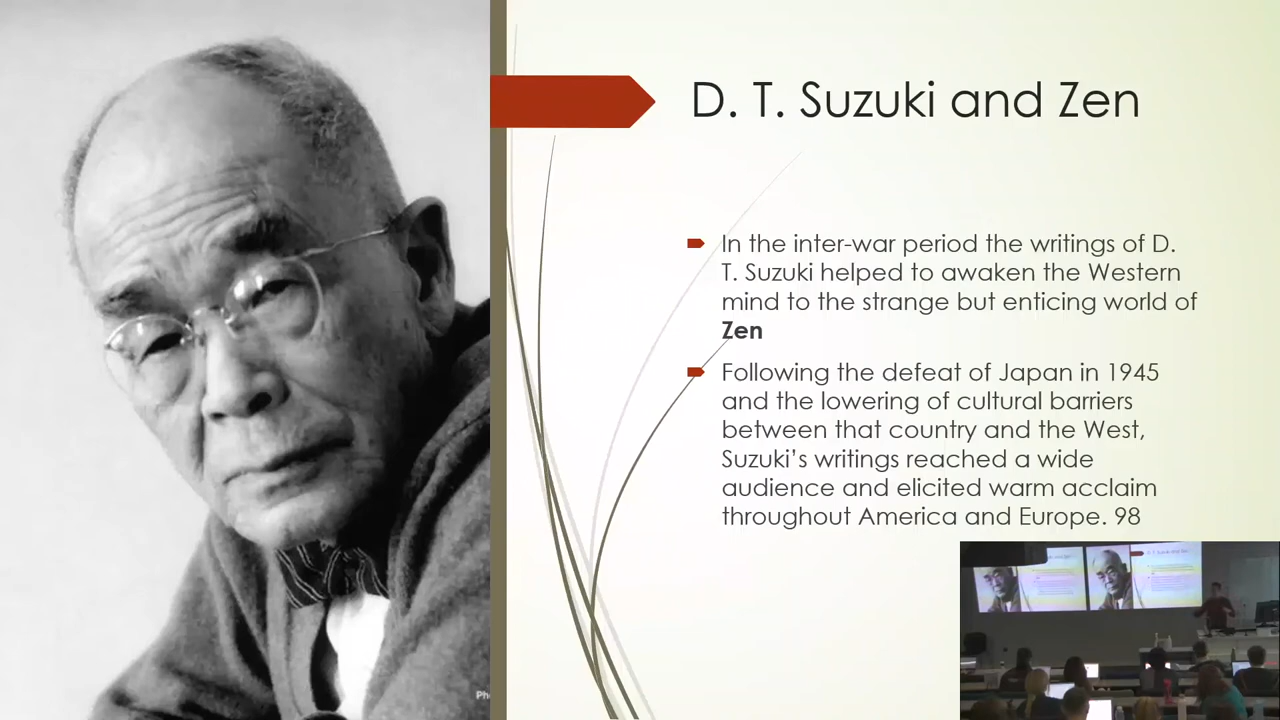 D. T. Suzuki and Zen
In the inter-war period the writings of D.
T. Suzuki helped to awaken the Western
mind to the strange but enticing world of
Zen
Following the defeat of Japan in 1945
and the lowering of cultural barriers
between that country and the West,
Suzuki's writings reached a wide
audience and elicited warm acclaim
throughout America and Europe. 98